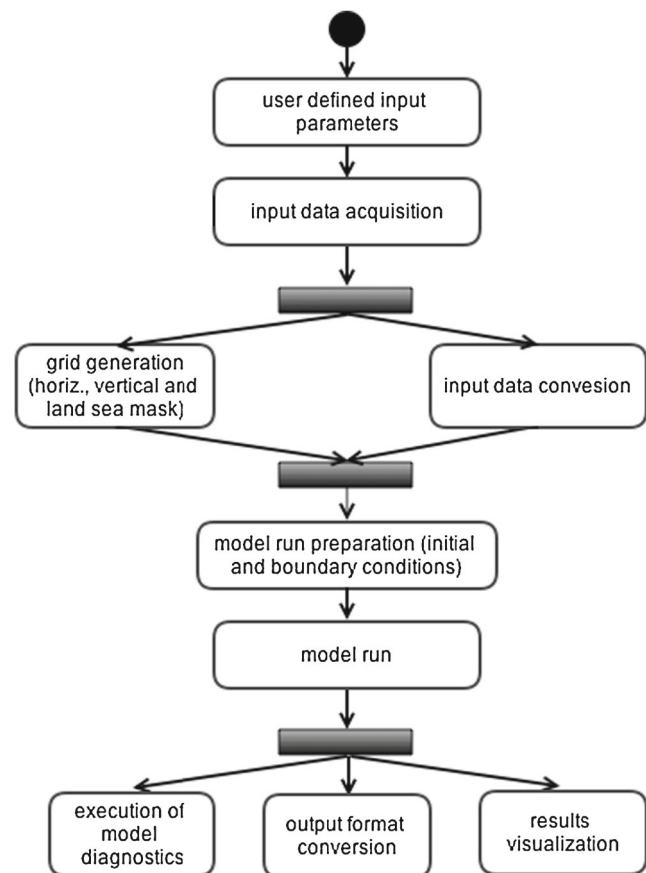 user defined input
parameters
input data acquisition
grid generation
(horiz., vertical and
land sea mask)
input data convesion
model run preparation (initial
and boundary conditions)
model run
execution of
model
diagnostics
output format
conversion
results
visualization